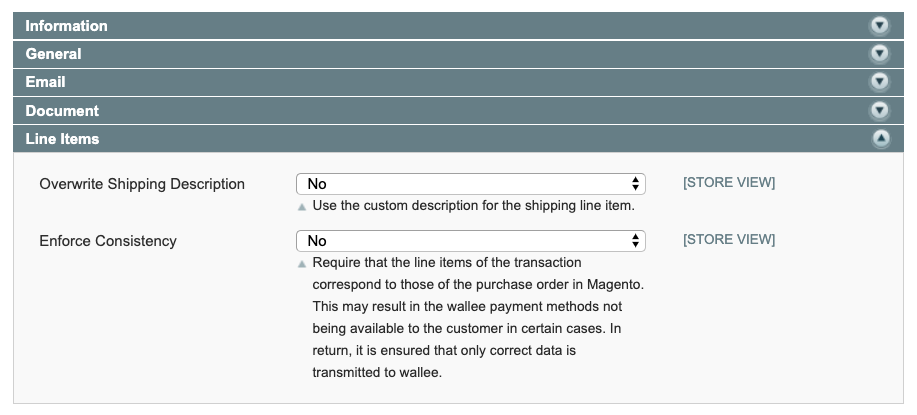 Information
General
Email
Document
Line Items
Overwrite Shipping Description No [STORE VIEW]
Use the custom description for the shipping line item.
Enforce Consistency No [STORE VIEW]
Require that the line items of the transaction
correspond to those of the purchase order in Magento.
This may result in the wallee payment methods not
being available to the customer in certain cases. In
return, it is ensured that only correct data is
transmitted to wallee.